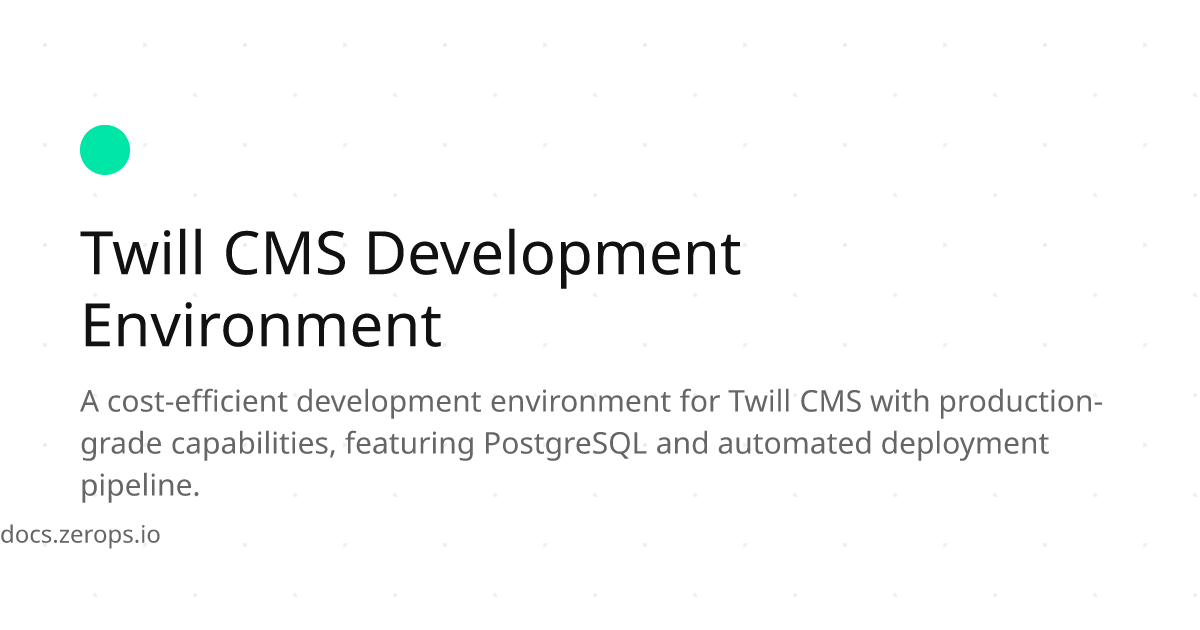 Twill CMS Development
Environment
A cost-efficient development environment for Twill CMS with production-
grade capabilities, featuring PostgreSQL and automated deployment
pipeline.
docs.zerops.io